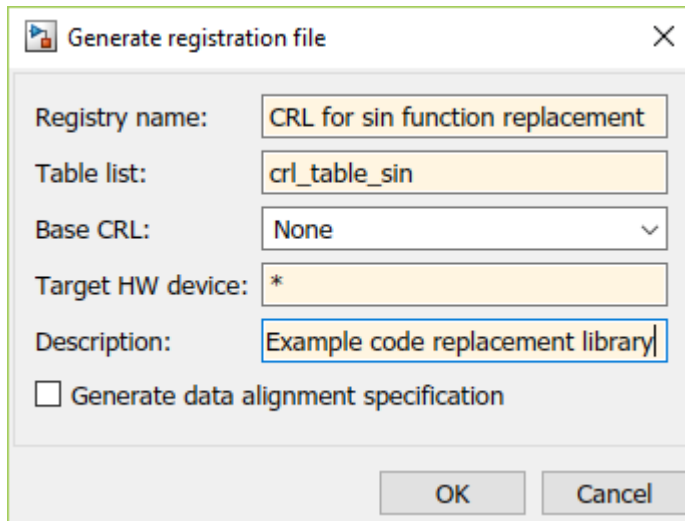 Generate registration file
Registry name: CRL for sin function replacement
Table list: crl_table_sin
Base CRL: None
Target HW device: *
Description: Example code replacement library
Generate data alignment specification
OK Cancel